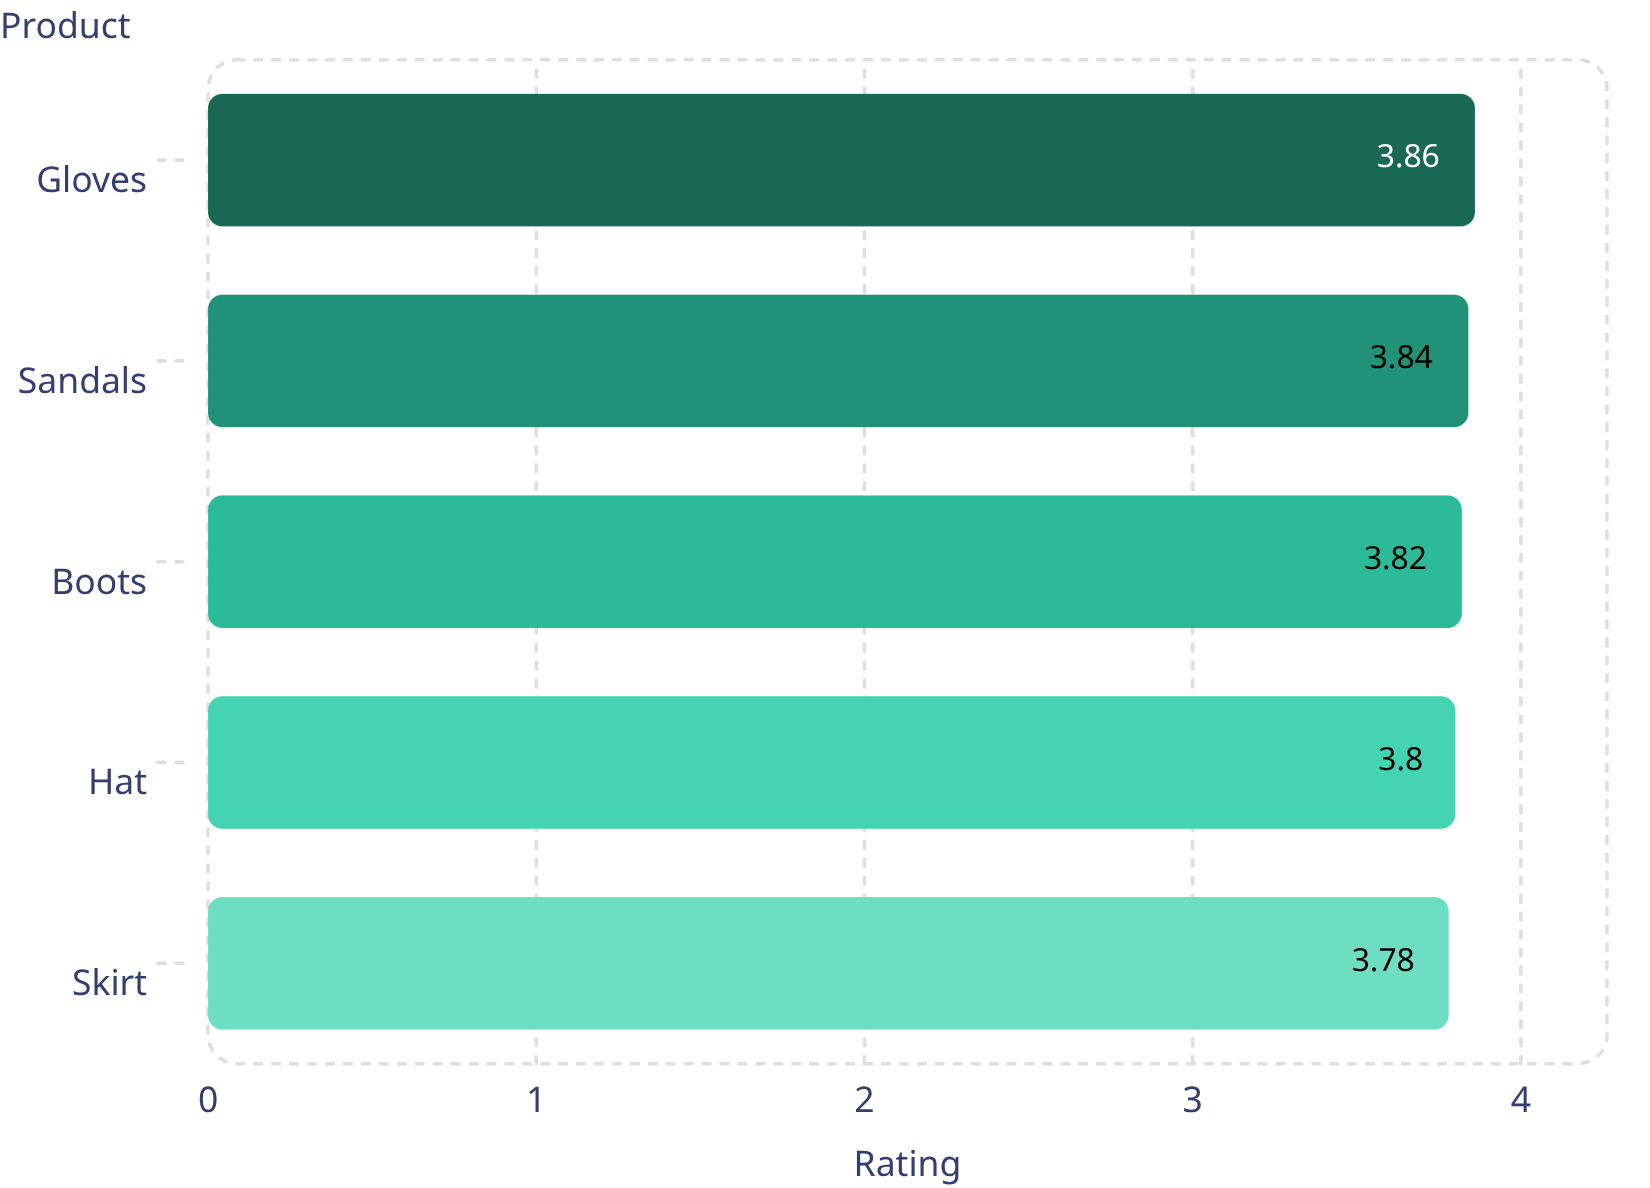 Product
Gloves
3.86
Sandals
3.84
Boots
3.82
Hat
3.8
Skirt
3.78
0 1 2 3 4
Rating